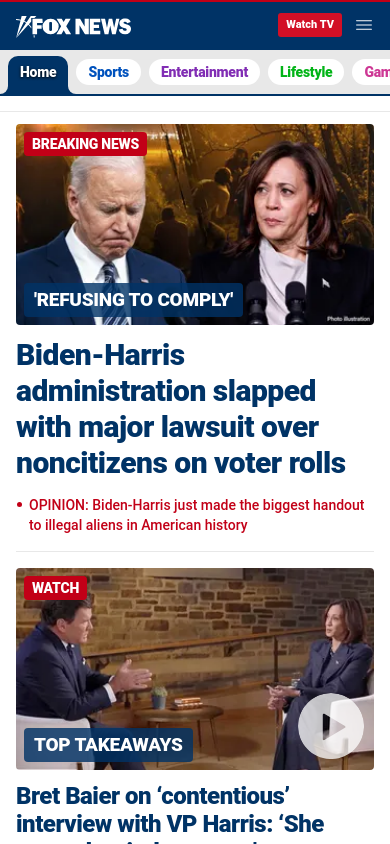 FOX NEWS
Watch TV
Home
Sports
Entertainment
Lifestyle
Gam
BREAKING NEWS
'REFUSING TO COMPLY'
Photo illustration
Biden-Harris
administration slapped
with major lawsuit over
noncitizens on voter rolls
• OPINION: Biden-Harris just made the biggest handout
to illegal aliens in American history
WATCH
TOP TAKEAWAYS
Bret Baier on ‘contentious’
interview with VP Harris: ‘She